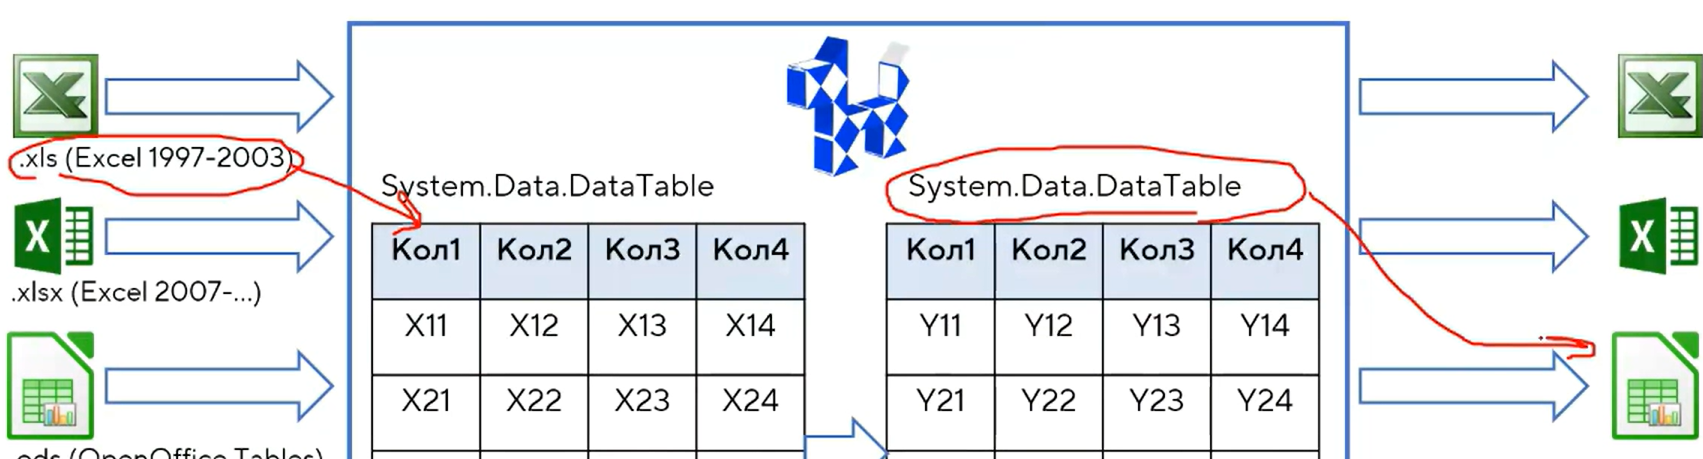 .xls (Excel 1997-2003)
.xlsx (Excel 2007-...)
.ods (OpenOffice Tables)
System.Data.DataTable
Кол1 Кол2 Кол3 Кол4
X11 X12 X13 X14
X21 X22 X23 X24
System.Data.DataTable
Кол1 Кол2 Кол3 Кол4
Y11 Y12 Y13 Y14
Y21 Y22 Y23 Y24